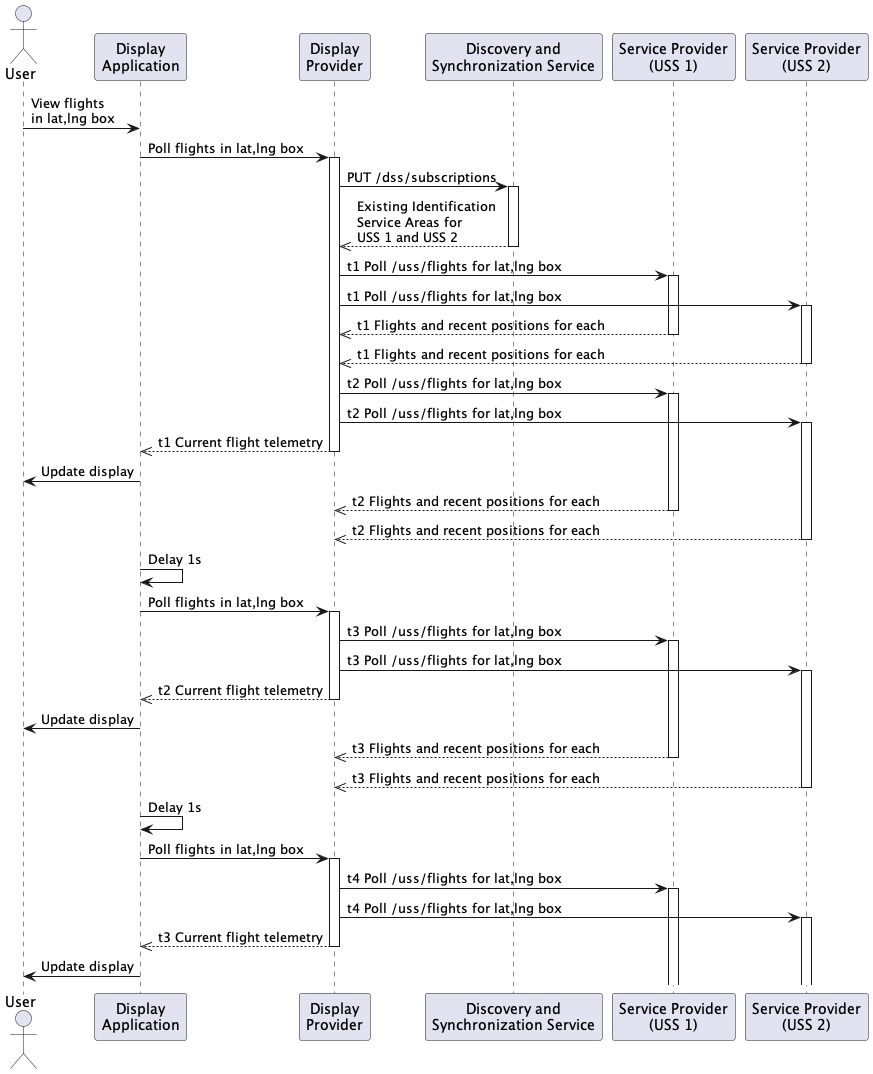 User
Display
Application
Display
Provider
Discovery and
Synchronization Service
Service Provider
(USS 1)
Service Provider
(USS 2)
View flights
in lat,lng box
Poll flights in lat,lng box
PUT /dss/subscriptions
Existing Identification
Service Areas for
USS 1 and USS 2
t1 Poll /uss/flights for lat,lng box
t1 Poll /uss/flights for lat,lng box
t1 Flights and recent positions for each
t1 Flights and recent positions for each
t2 Poll /uss/flights for lat,lng box
t2 Poll /uss/flights for lat,lng box
t1 Current flight telemetry
Update display
t2 Flights and recent positions for each
t2 Flights and recent positions for each
Delay 1s
Poll flights in lat,lng box
t3 Poll /uss/flights for lat,lng box
t3 Poll /uss/flights for lat,lng box
t2 Current flight telemetry
Update display
t3 Flights and recent positions for each
t3 Flights and recent positions for each
Delay 1s
Poll flights in lat,lng box
t4 Poll /uss/flights for lat,lng box
t4 Poll /uss/flights for lat,lng box
t3 Current flight telemetry
Update display
User
Display
Application
Display
Provider
Discovery and
Synchronization Service
Service Provider
(USS 1)
Service Provider
(USS 2)